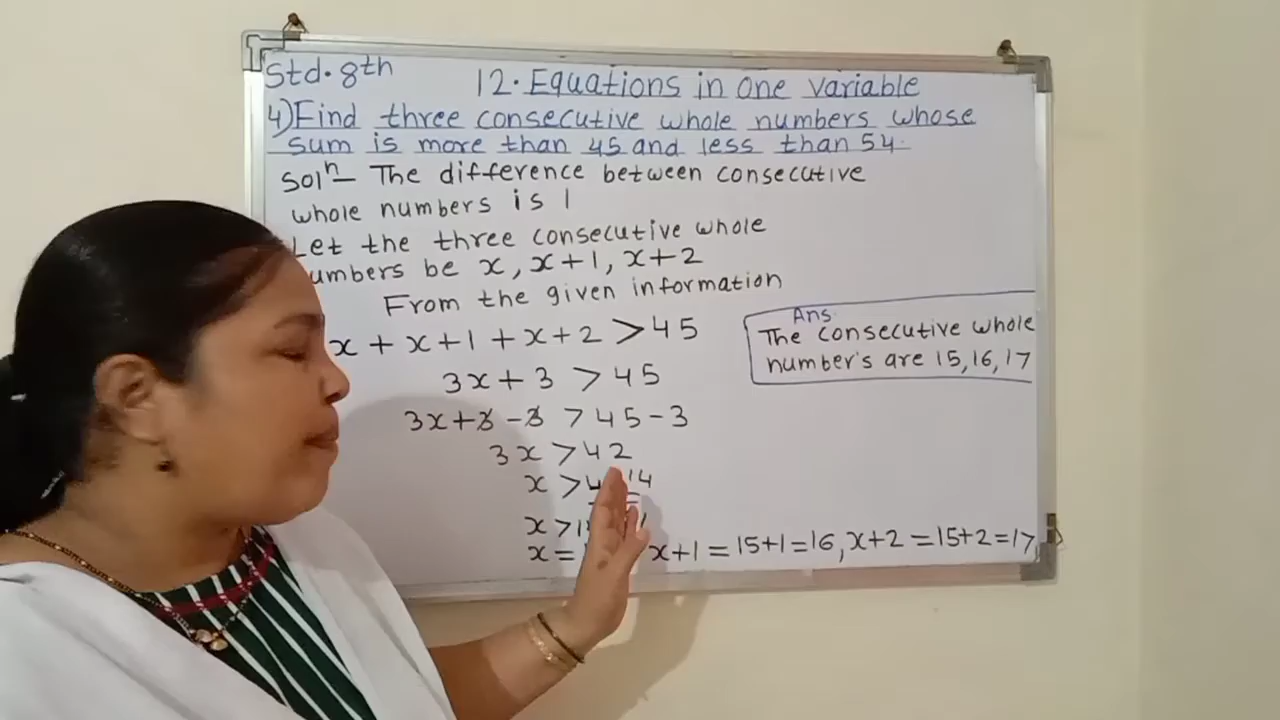 Std. 8th
12. Equations in one variable
4) Find three consecutive whole numbers whose
sum is more than 45 and less than 54.
Solⁿ- The difference between consecutive
whole numbers is 1
Let the three consecutive whole
umbers be x, x+1, x+2
From the given information
x + x+1 + x+2 > 45
3x + 3 > 45
3x+3 - 3 > 45 - 3
3x > 42
x > 14
x >
x = x+1 = 15+1 = 16, x+2 = 15+2 = 17
Ans
The consecutive whole
number's are 15, 16, 17